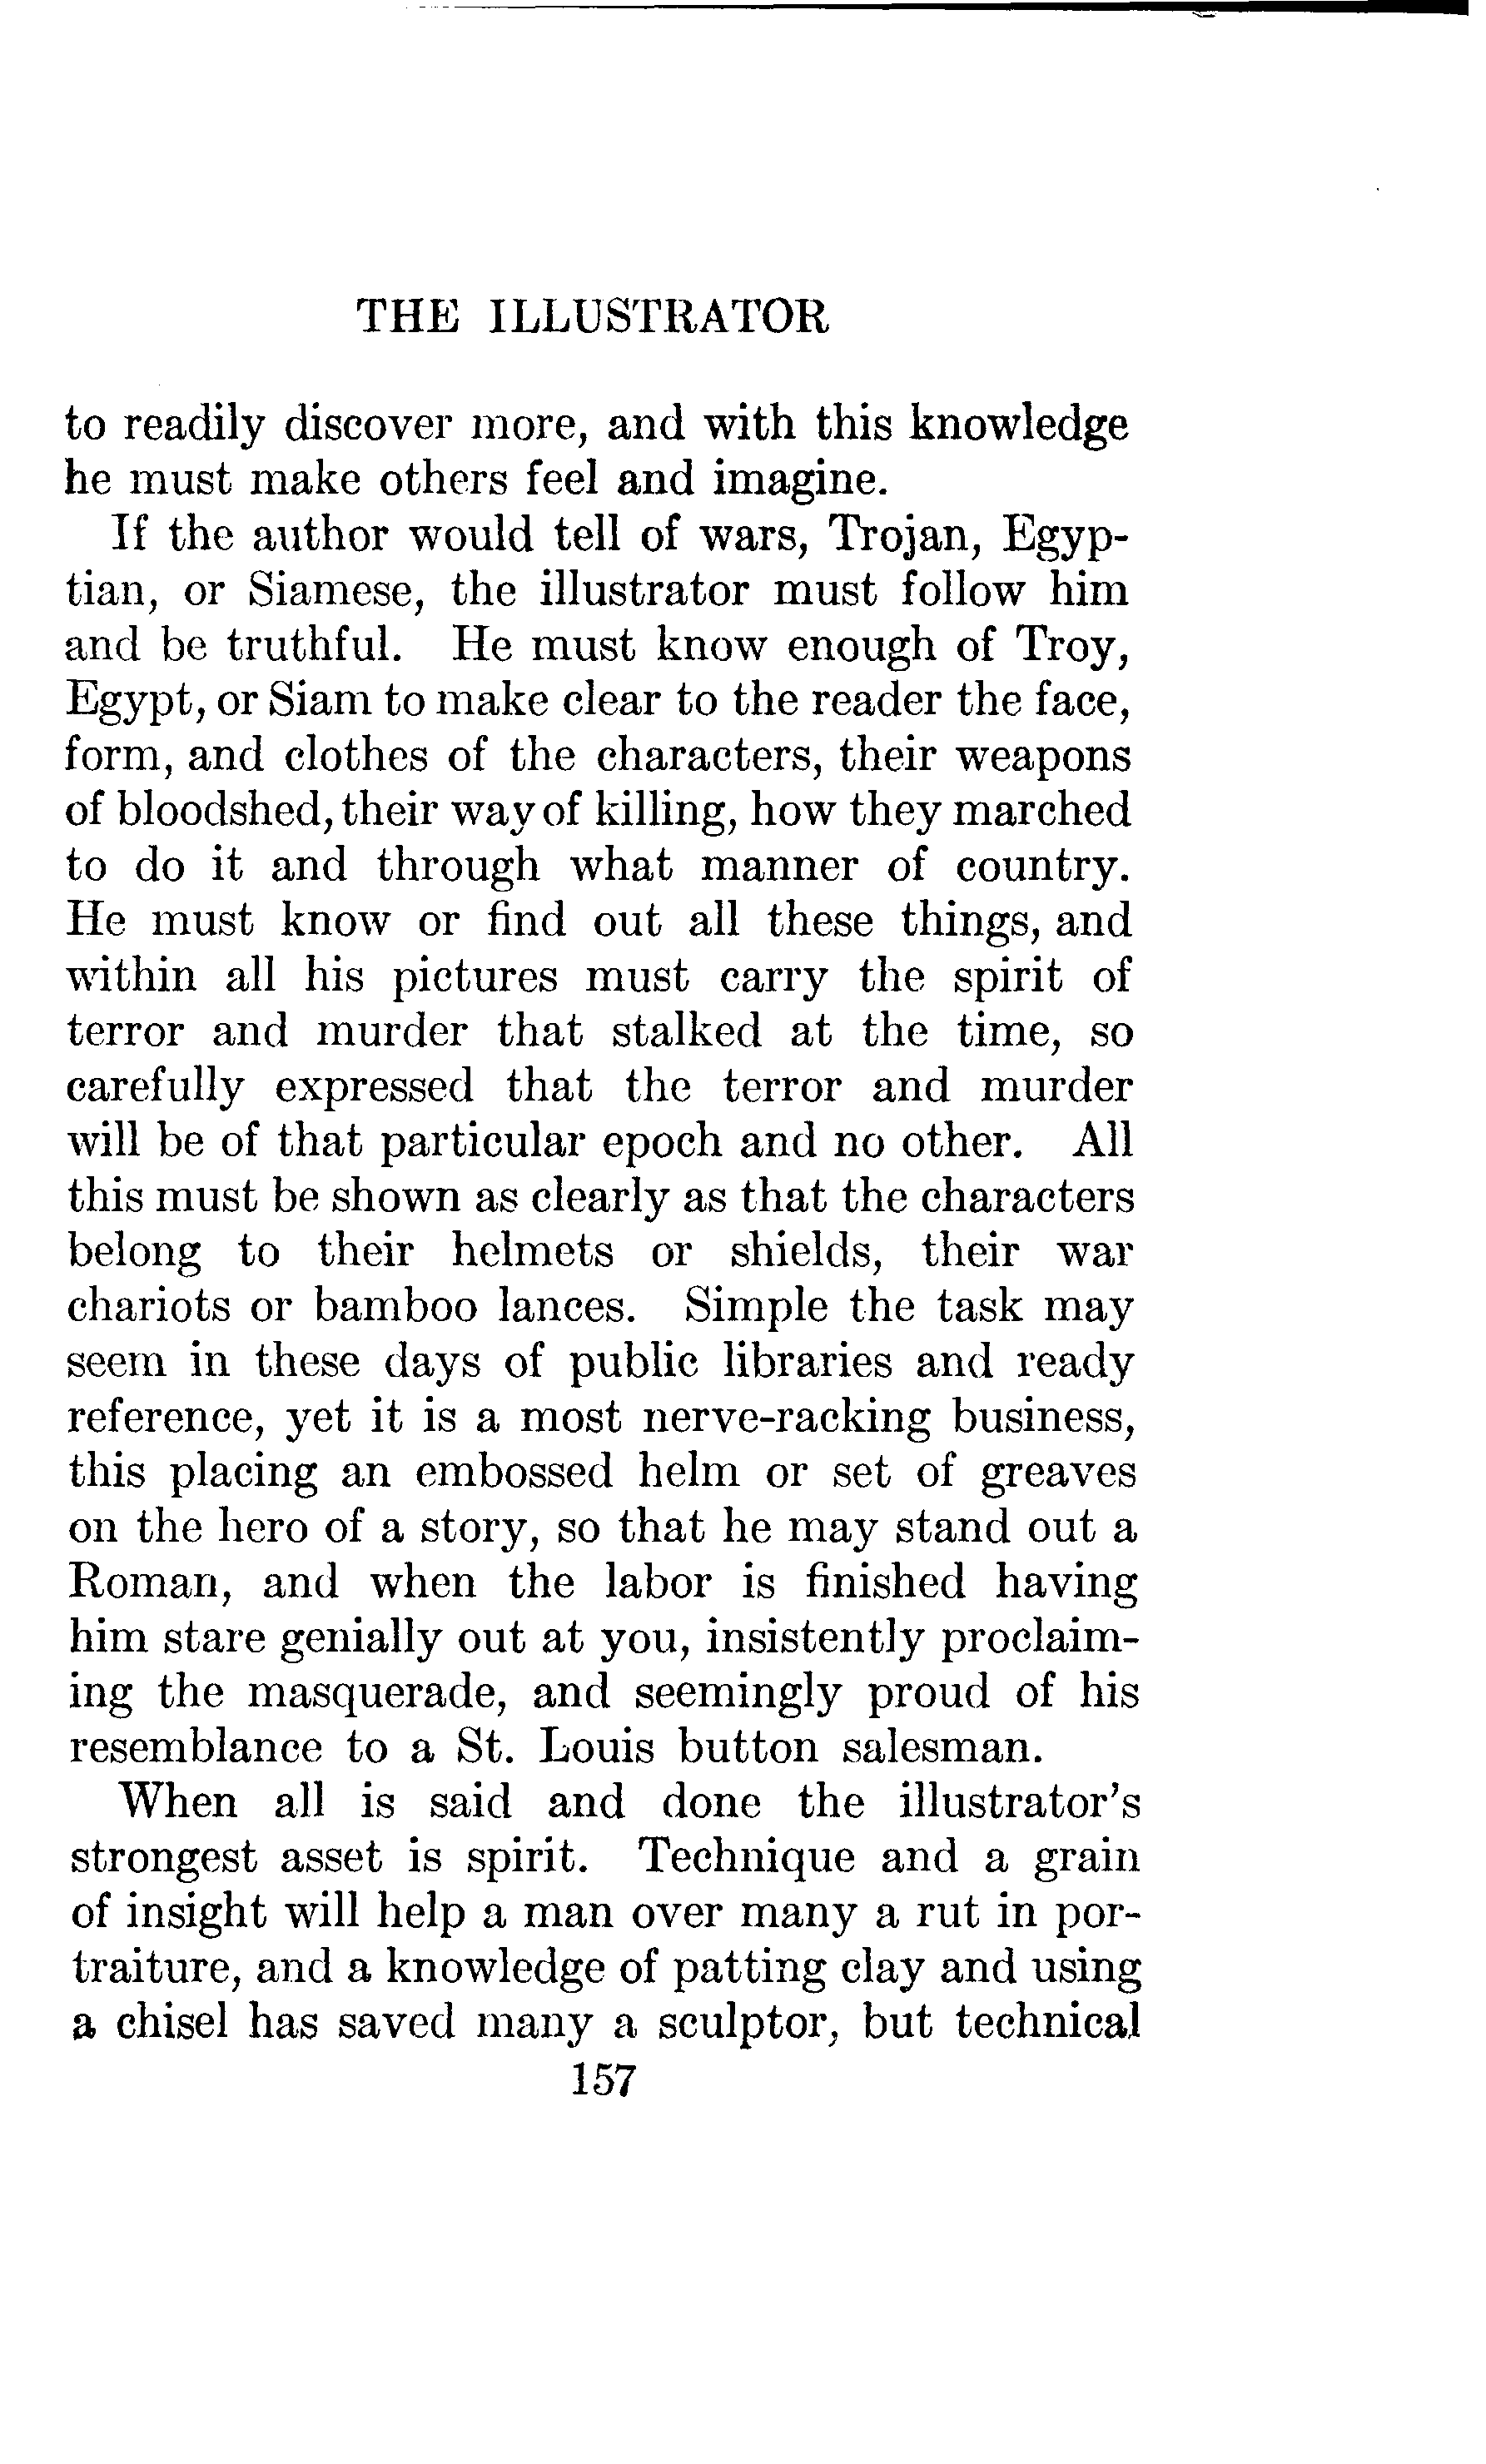 THE ILLUSTRATOR
to readily discover more, and with this knowledge
he must make others feel and imagine.
If the author would tell of wars, Trojan, Egyp-
tian, or Siamese, the illustrator must follow him
and be truthful. He must know enough of Troy,
Egypt, or Siam to make clear to the reader the face,
form, and clothes of the characters, their weapons
of bloodshed, their way of killing, how they marched
to do it and through what manner of country.
He must know or find out all these things, and
within all his pictures must carry the spirit of
terror and murder that stalked at the time, so
carefully expressed that the terror and murder
will be of that particular epoch and no other. All
this must be shown as clearly as that the characters
belong to their helmets or shields, their war
chariots or bamboo lances. Simple the task may
seem in these days of public libraries and ready
reference, yet it is a most nerve-racking business,
this placing an embossed helm or set of greaves
on the hero of a story, so that he may stand out a
Roman, and when the labor is finished having
him stare genially out at you, insistently proclaim-
ing the masquerade, and seemingly proud of his
resemblance to a St. Louis button salesman.
When all is said and done the illustrator's
strongest asset is spirit. Technique and a grain
of insight will help a man over many a rut in por-
traiture, and a knowledge of patting clay and using
a chisel has saved many a sculptor, but technical
157